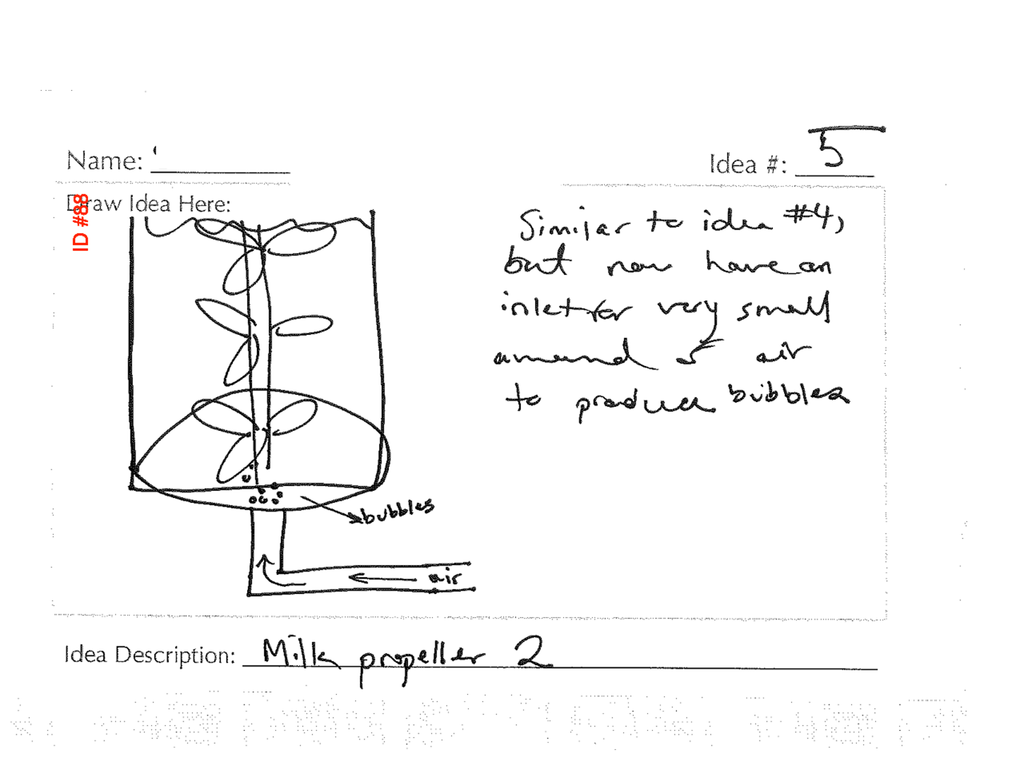 Name:
Idea #: 5
ID #88
Draw Idea Here:
Similar to idea #4,
but now have an
inlet for very small
amound of air
to produce bubbles
bubbles
air
Idea Description: Milk propeller 2